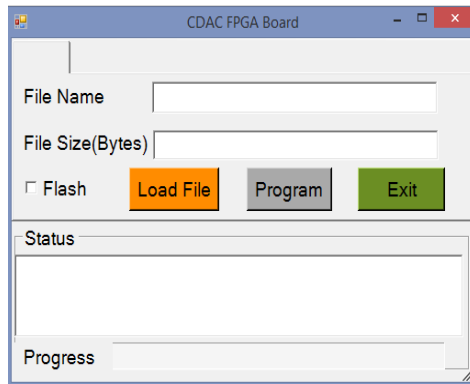 CDAC FPGA Board
File Name
File Size(Bytes)
Flash Load File Program Exit
Status
Progress